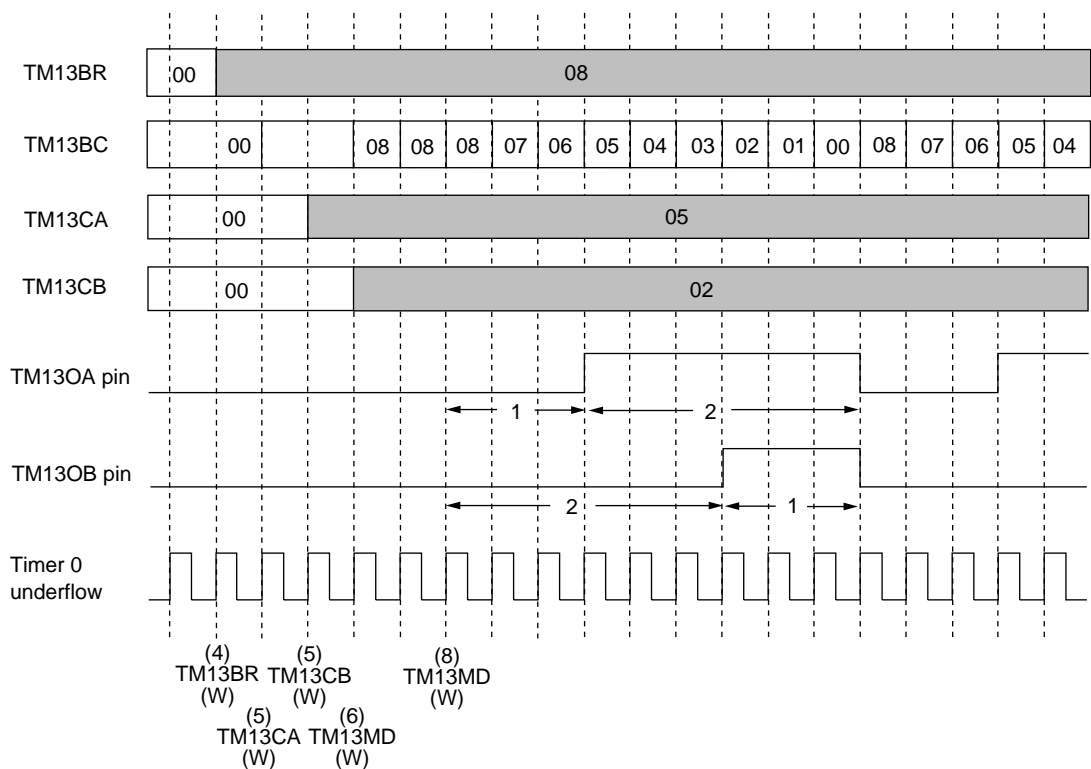 TM13BR 00 08
TM13BC 00 08 08 08 07 06 05 04 03 02 01 00 08 07 06 05 04
TM13CA 00 05
TM13CB 00 02
TM13OA pin
1 2
TM13OB pin
2 1
Timer 0
underflow
(4) (5) (8)
TM13BR TM13CB TM13MD
(W) (W) (W)
(5) (6)
TM13CA TM13MD
(W) (W)